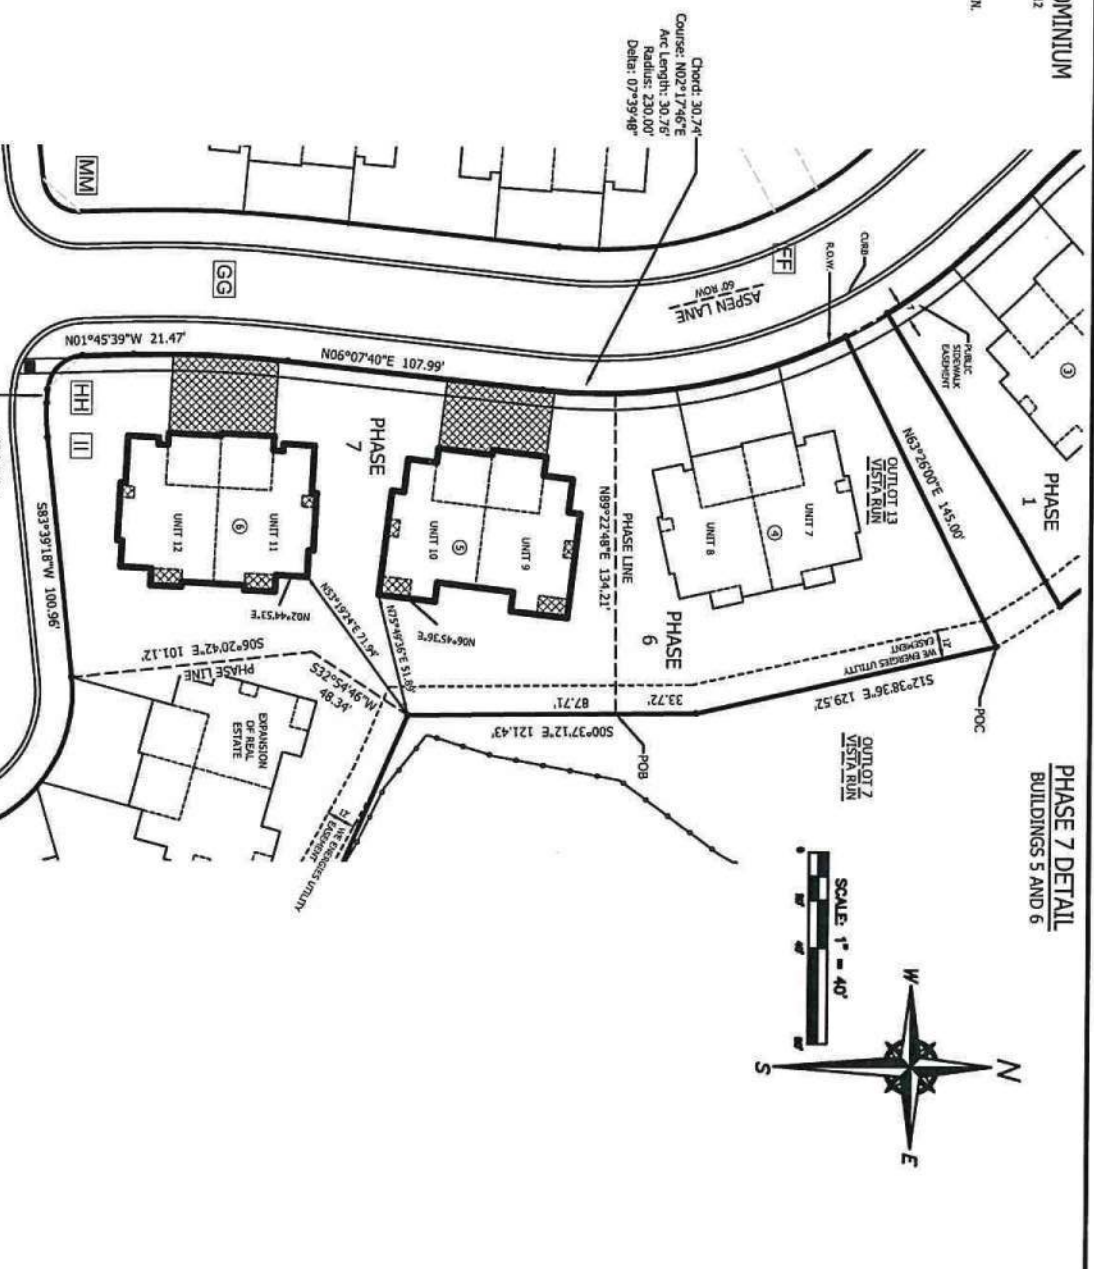 OMINIUM
12
N.
PHASE 7 DETAIL
BUILDINGS 5 AND 6
Chord: 30.74'
Course: N02°17'46"E
Arc Length: 30.76'
Radius: 230.00'
Delta: 07°39'48"
MM
GG
FF
HH
II
ASPEN LANE
60' ROW
CURB
R.O.W.
7'
PUBLIC
SIDEWALK
EASEMENT
3
PHASE
1
N63°26'00"E 145.00'
OUTLOT 13
VISTA RUN
POC
12'
WE ENERGIES UTILITY
EASEMENT
S12°38'36"E 129.52'
OUTLOT 7
VISTA RUN
UNIT 7
4
UNIT 8
PHASE
6
PHASE LINE
N89°22'48"E 134.21'
33.72'
87.71'
S00°37'12"E 121.43'
POB
N01°45'39"W 21.47'
N06°07'40"E 107.99'
PHASE
7
UNIT 9
5
UNIT 10
N06°45'36"E
N75°49'36"E 51.89'
N53°19'24"E 71.94'
UNIT 11
6
UNIT 12
N02°44'53"E
S83°39'18"W 100.96'
S06°20'42"E 101.12'
PHASE LINE
S32°54'46"W
48.34'
EXPANSION
OF REAL
ESTATE
12'
WE ENERGIES UTILITY
EASEMENT
SCALE: 1" = 40'
0
40'
80'
N
W
E
S